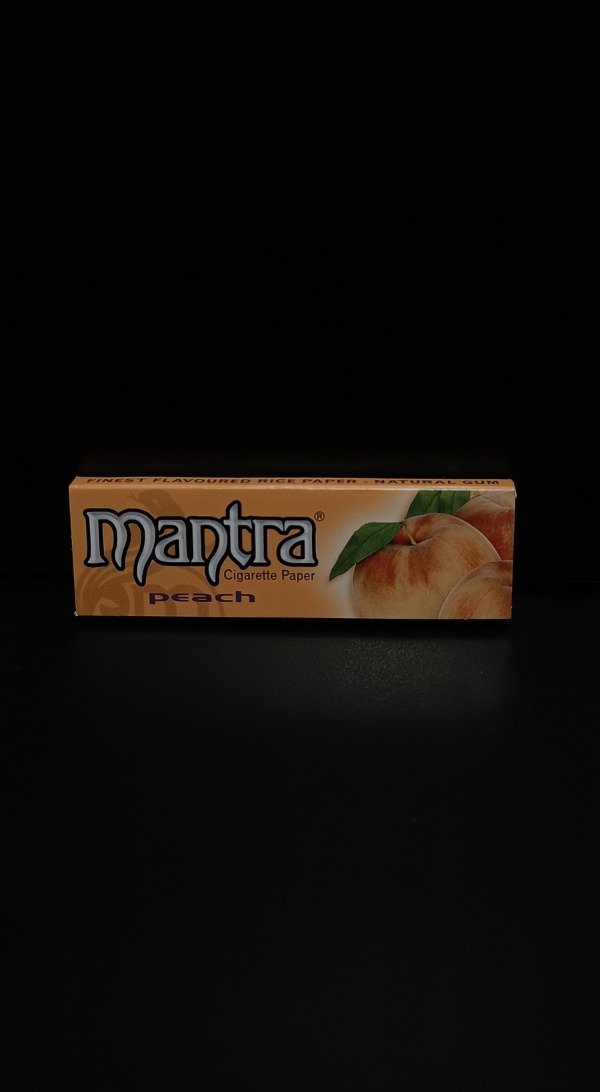 FINEST FLAVOURED RICE PAPER - NATURAL GUM
mantra®
Cigarette Paper
peach